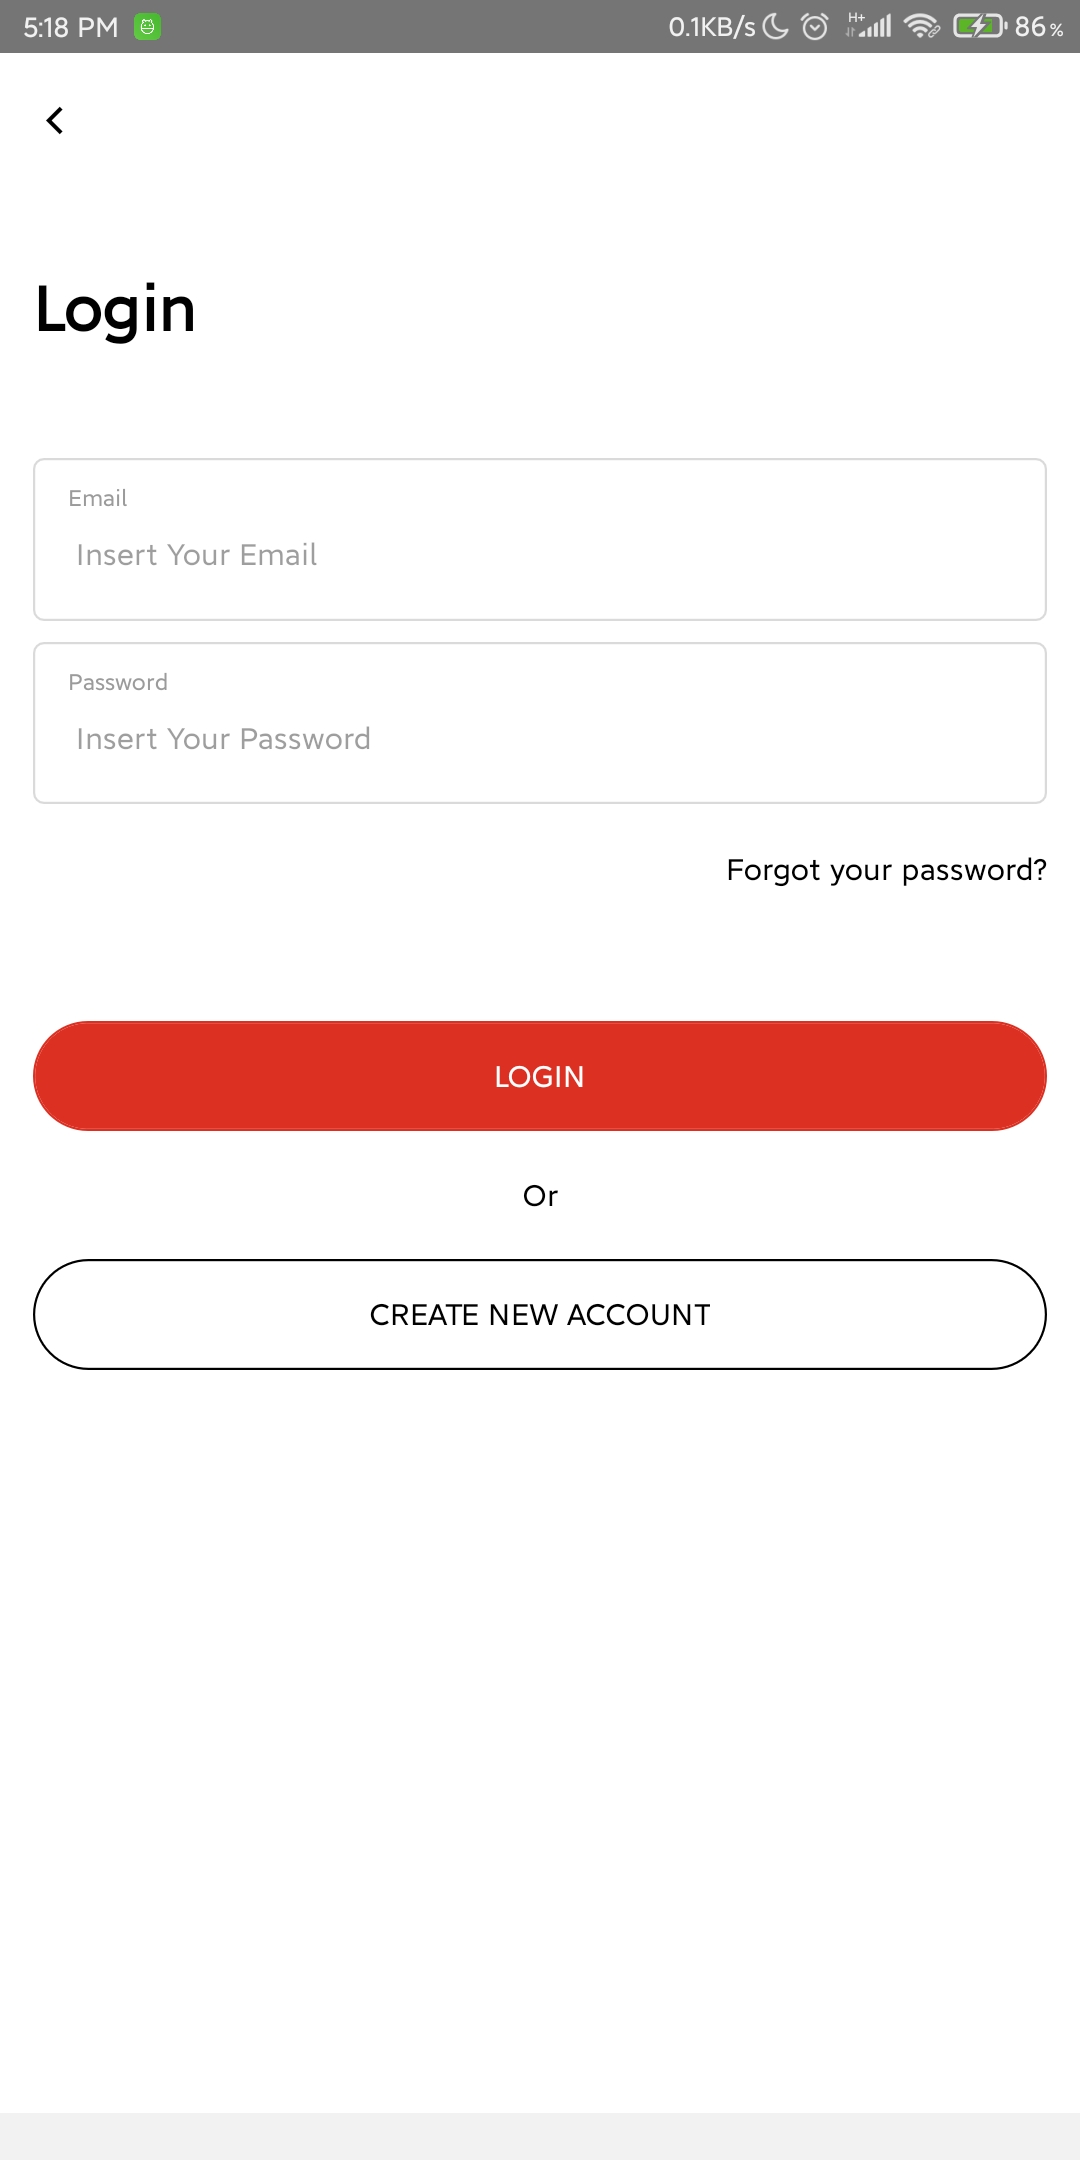 5:18 PM
0.1KB/s H+ 86%
Login
Email
Insert Your Email
Password
Insert Your Password
Forgot your password?
LOGIN
Or
CREATE NEW ACCOUNT